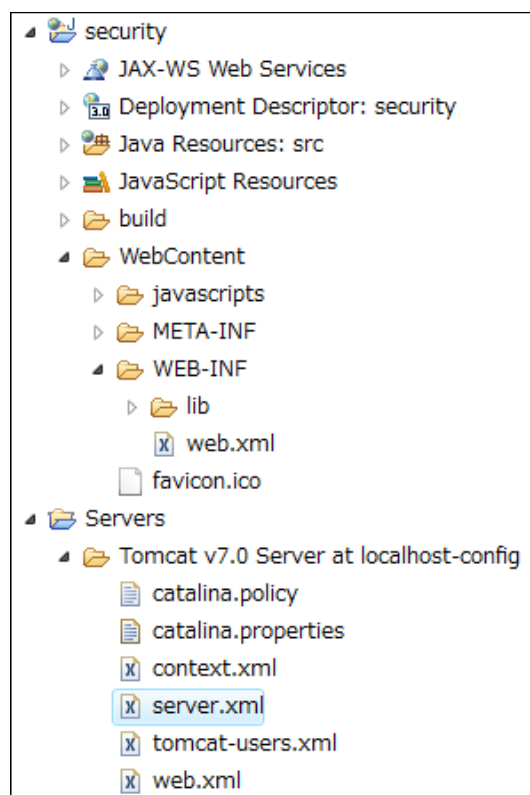 security
JAX-WS Web Services
3.0 Deployment Descriptor: security
Java Resources: src
JavaScript Resources
build
WebContent
javascripts
META-INF
WEB-INF
lib
web.xml
favicon.ico
Servers
Tomcat v7.0 Server at localhost-config
catalina.policy
catalina.properties
context.xml
server.xml
tomcat-users.xml
web.xml